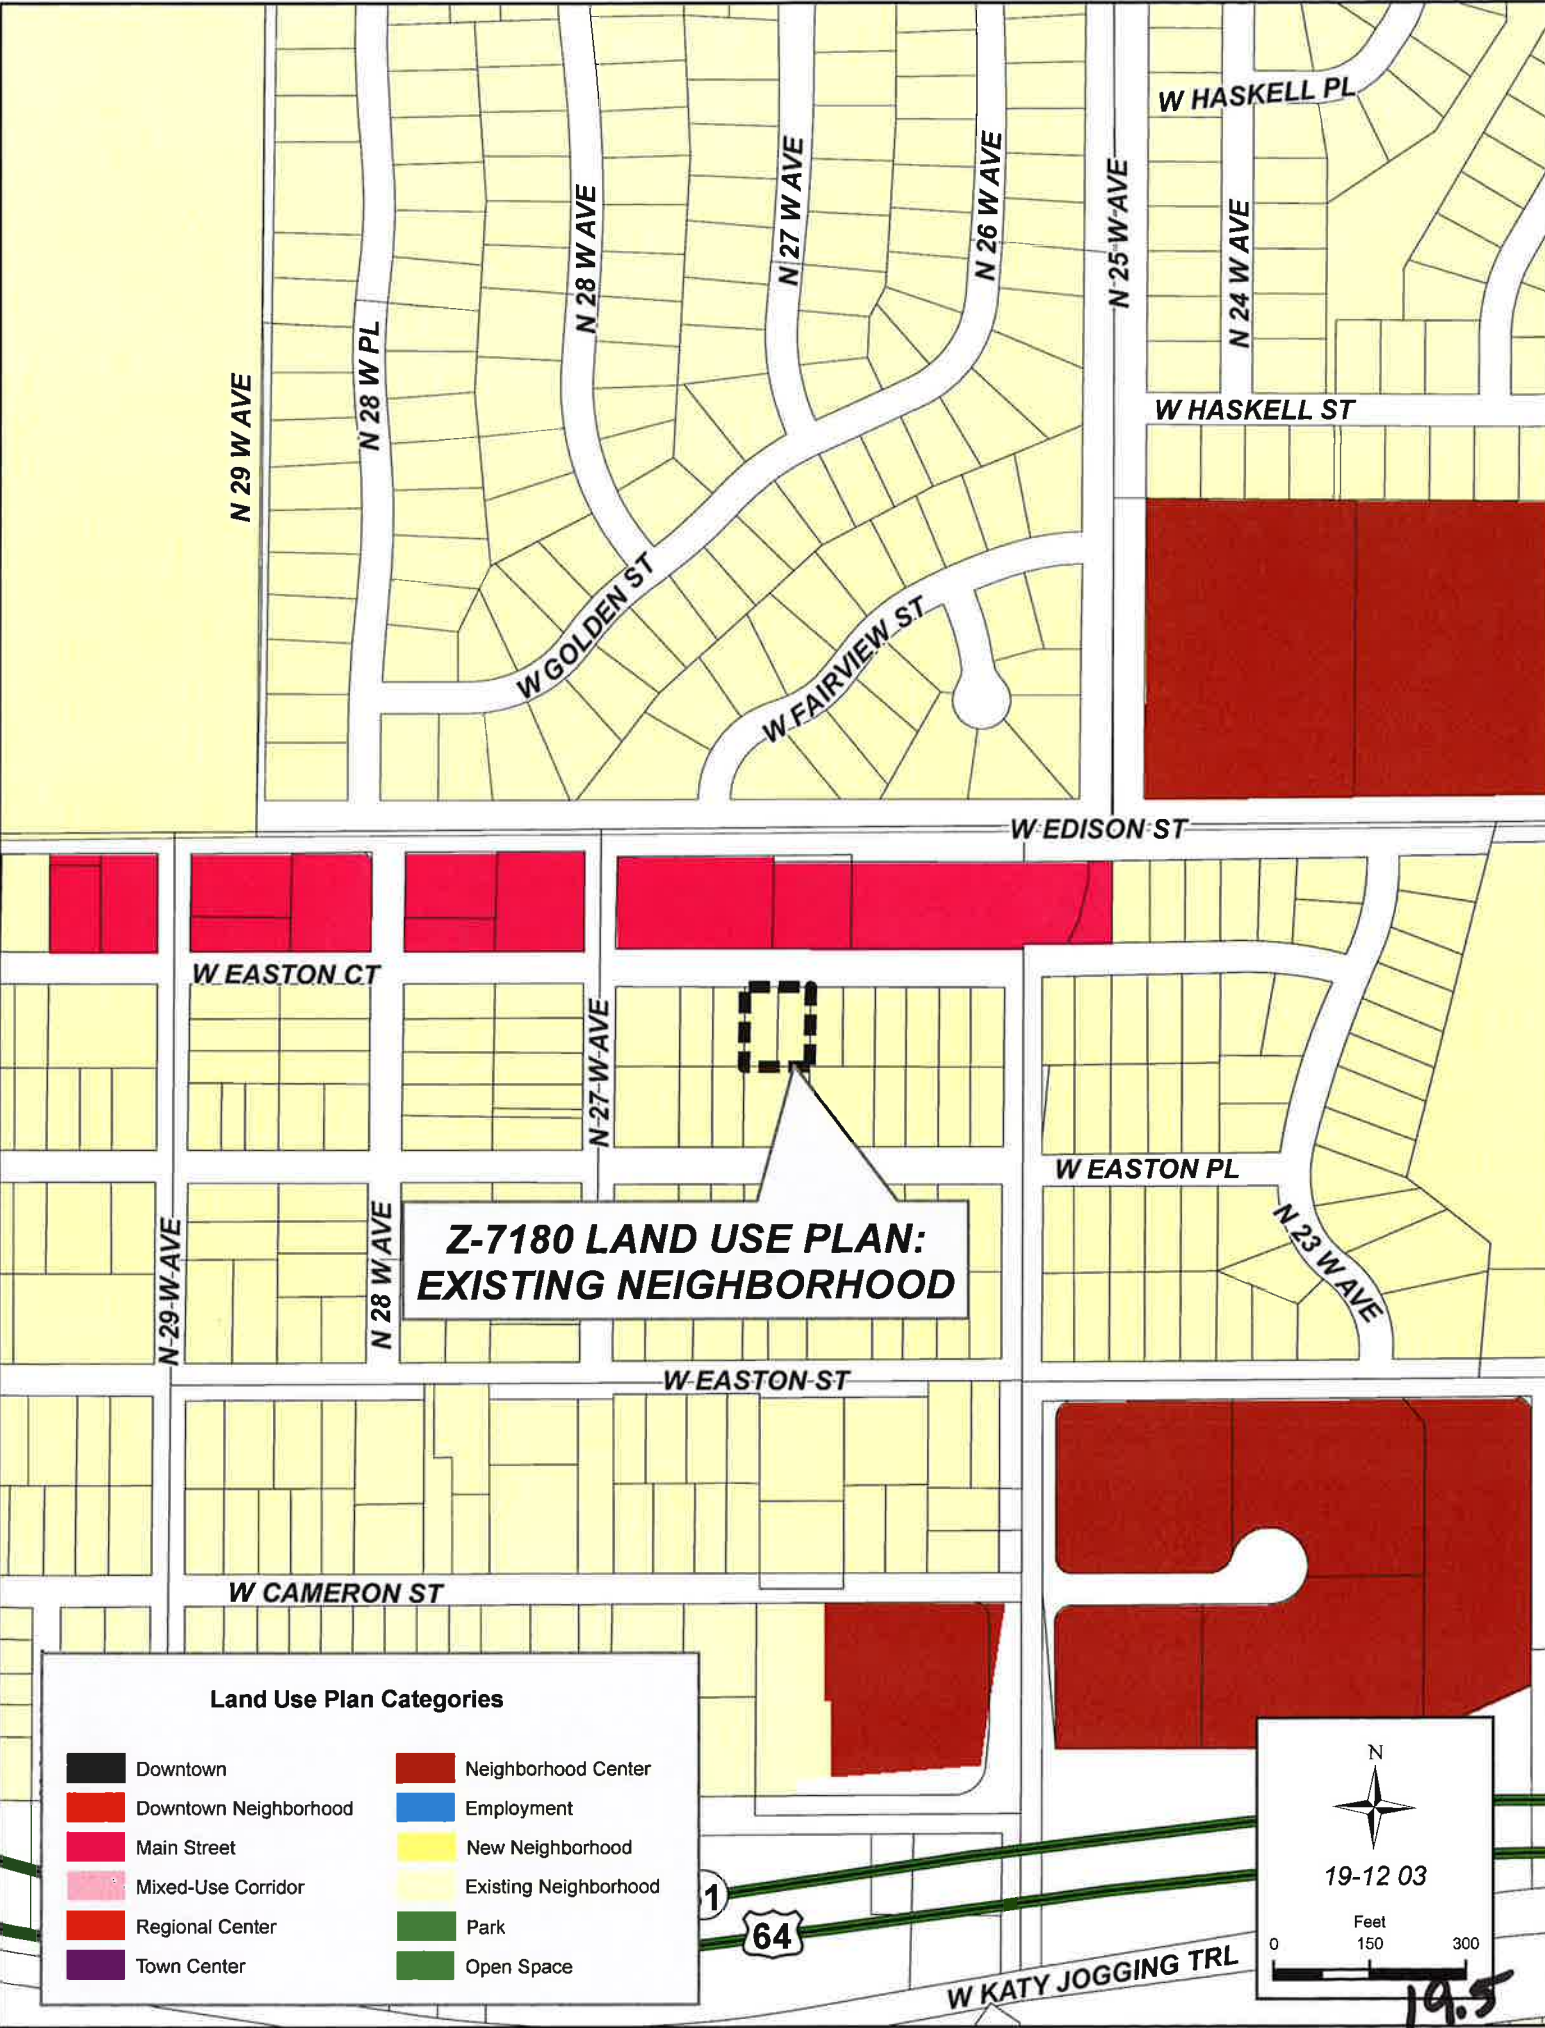 W HASKELL PL
N 28 W AVE
N 27 W AVE
N 26 W AVE
N 25 W AVE
N 24 W AVE
N 29 W AVE
N 28 W PL
W HASKELL ST
W GOLDEN ST
W FAIRVIEW ST
W EDISON ST
W EASTON CT
N 27 W AVE
W EASTON PL
N 29 W AVE
N 28 W AVE
N 23 W AVE
Z-7180 LAND USE PLAN:
EXISTING NEIGHBORHOOD
W EASTON ST
W CAMERON ST
Land Use Plan Categories
Downtown
Downtown Neighborhood
Main Street
Mixed-Use Corridor
Regional Center
Town Center
Neighborhood Center
Employment
New Neighborhood
Existing Neighborhood
Park
Open Space
1
64
W KATY JOGGING TRL
N
19-12 03
Feet
0 150 300
19.5